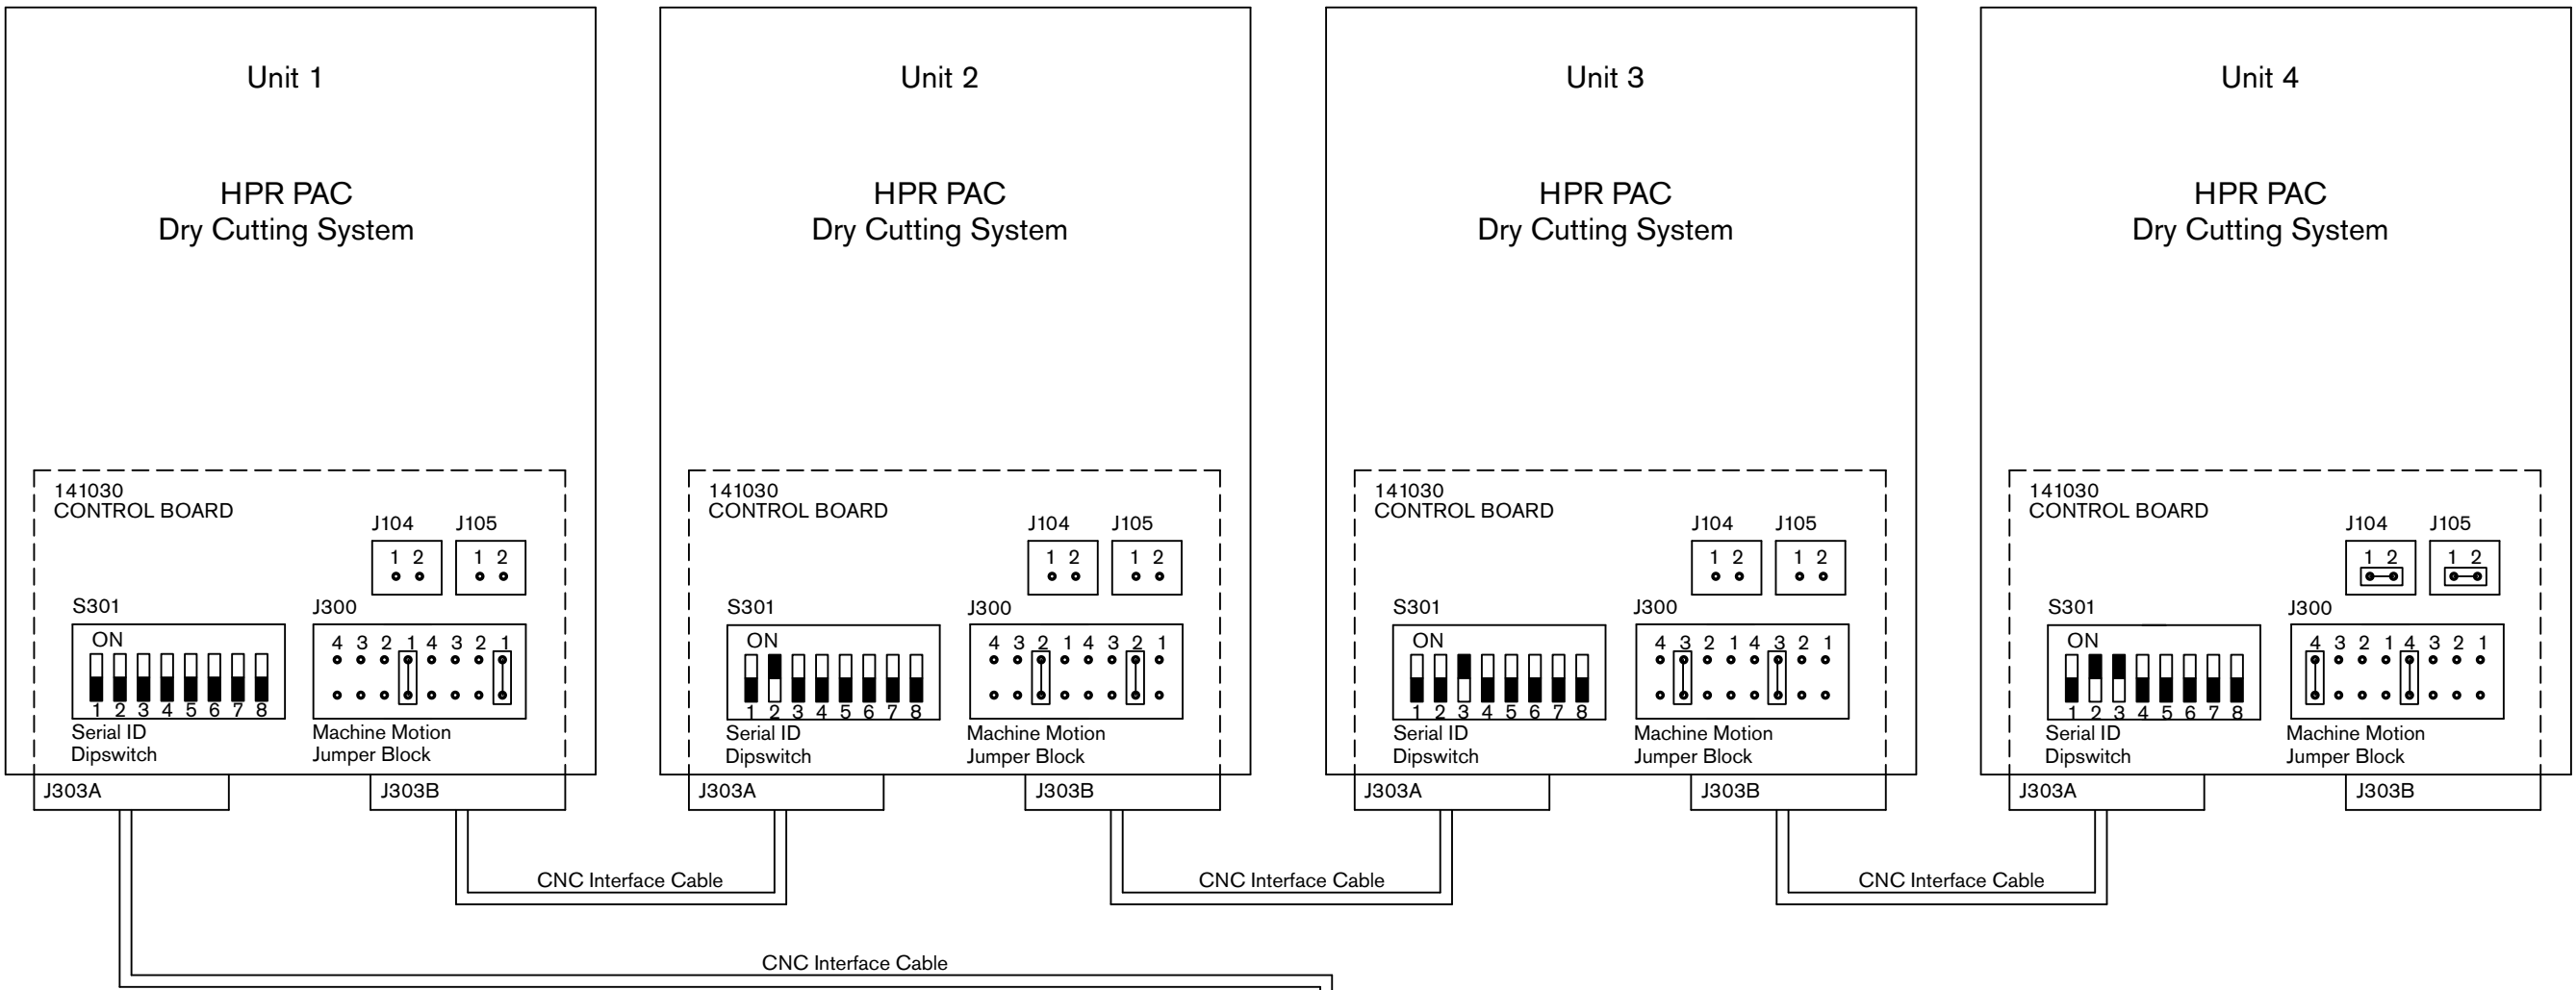 Unit 1
HPR PAC
Dry Cutting System
141030
CONTROL BOARD
J104 J105
1 2 1 2
S301 J300
ON
4 3 2 1 4 3 2 1
1 2 3 4 5 6 7 8
Serial ID
Dipswitch
Machine Motion
Jumper Block
J303A J303B
Unit 2
HPR PAC
Dry Cutting System
141030
CONTROL BOARD
J104 J105
1 2 1 2
S301 J300
ON
4 3 2 1 4 3 2 1
1 2 3 4 5 6 7 8
Serial ID
Dipswitch
Machine Motion
Jumper Block
J303A J303B
Unit 3
HPR PAC
Dry Cutting System
141030
CONTROL BOARD
J104 J105
1 2 1 2
S301 J300
ON
4 3 2 1 4 3 2 1
1 2 3 4 5 6 7 8
Serial ID
Dipswitch
Machine Motion
Jumper Block
J303A J303B
Unit 4
HPR PAC
Dry Cutting System
141030
CONTROL BOARD
J104 J105
1 2 1 2
S301 J300
ON
4 3 2 1 4 3 2 1
1 2 3 4 5 6 7 8
Serial ID
Dipswitch
Machine Motion
Jumper Block
J303A J303B
CNC Interface Cable
CNC Interface Cable
CNC Interface Cable
CNC Interface Cable